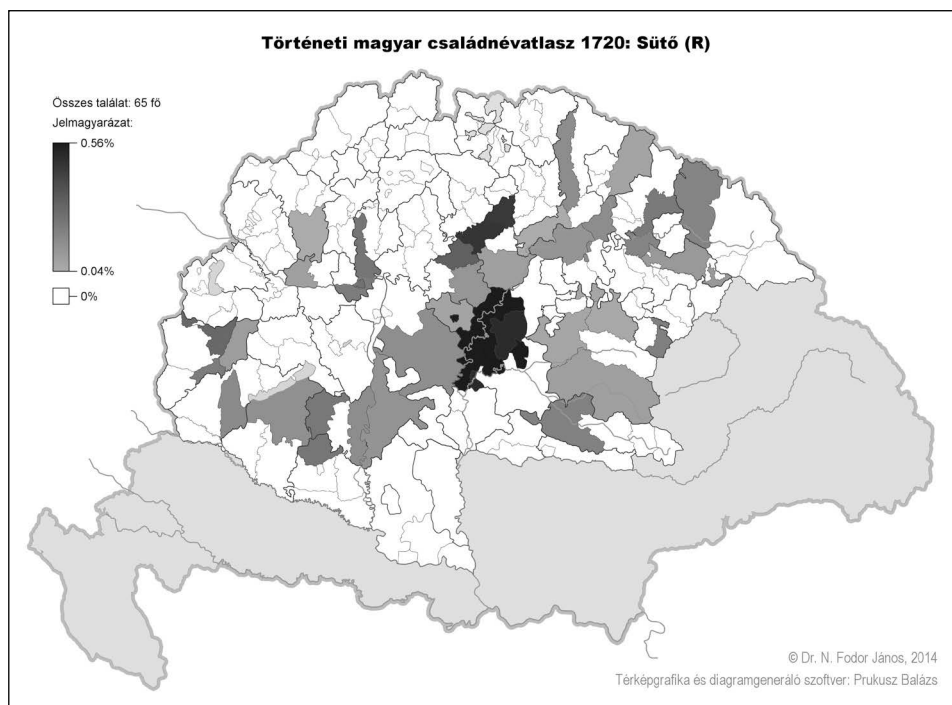 Történeti magyar családnévatlasz 1720: Sütő (R)
Összes találat: 65 fő
Jelmagyarázat:
0.56%
0.04%
0%
© Dr. N. Fodor János, 2014
Térképgrafika és diagramgeneráló szoftver: Prukusz Balázs